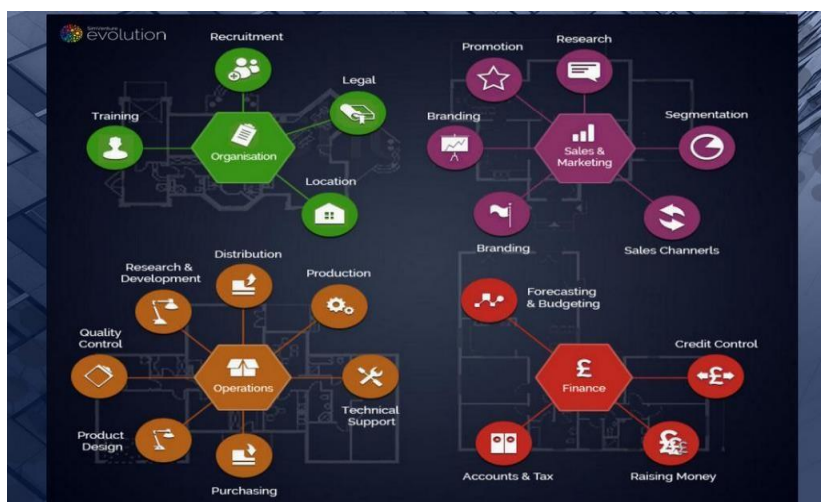 SimVenture
evolution
Recruitment
Legal
Training
Organisation
Location
Promotion
Research
Branding
Segmentation
Sales &
Marketing
Branding
Sales Channerls
Distribution
Research &
Development
Production
Quality
Control
Operations
Technical
Support
Product
Design
Purchasing
Forecasting
& Budgeting
Credit Control
£
Finance
£
Accounts & Tax
£
££
Raising Money